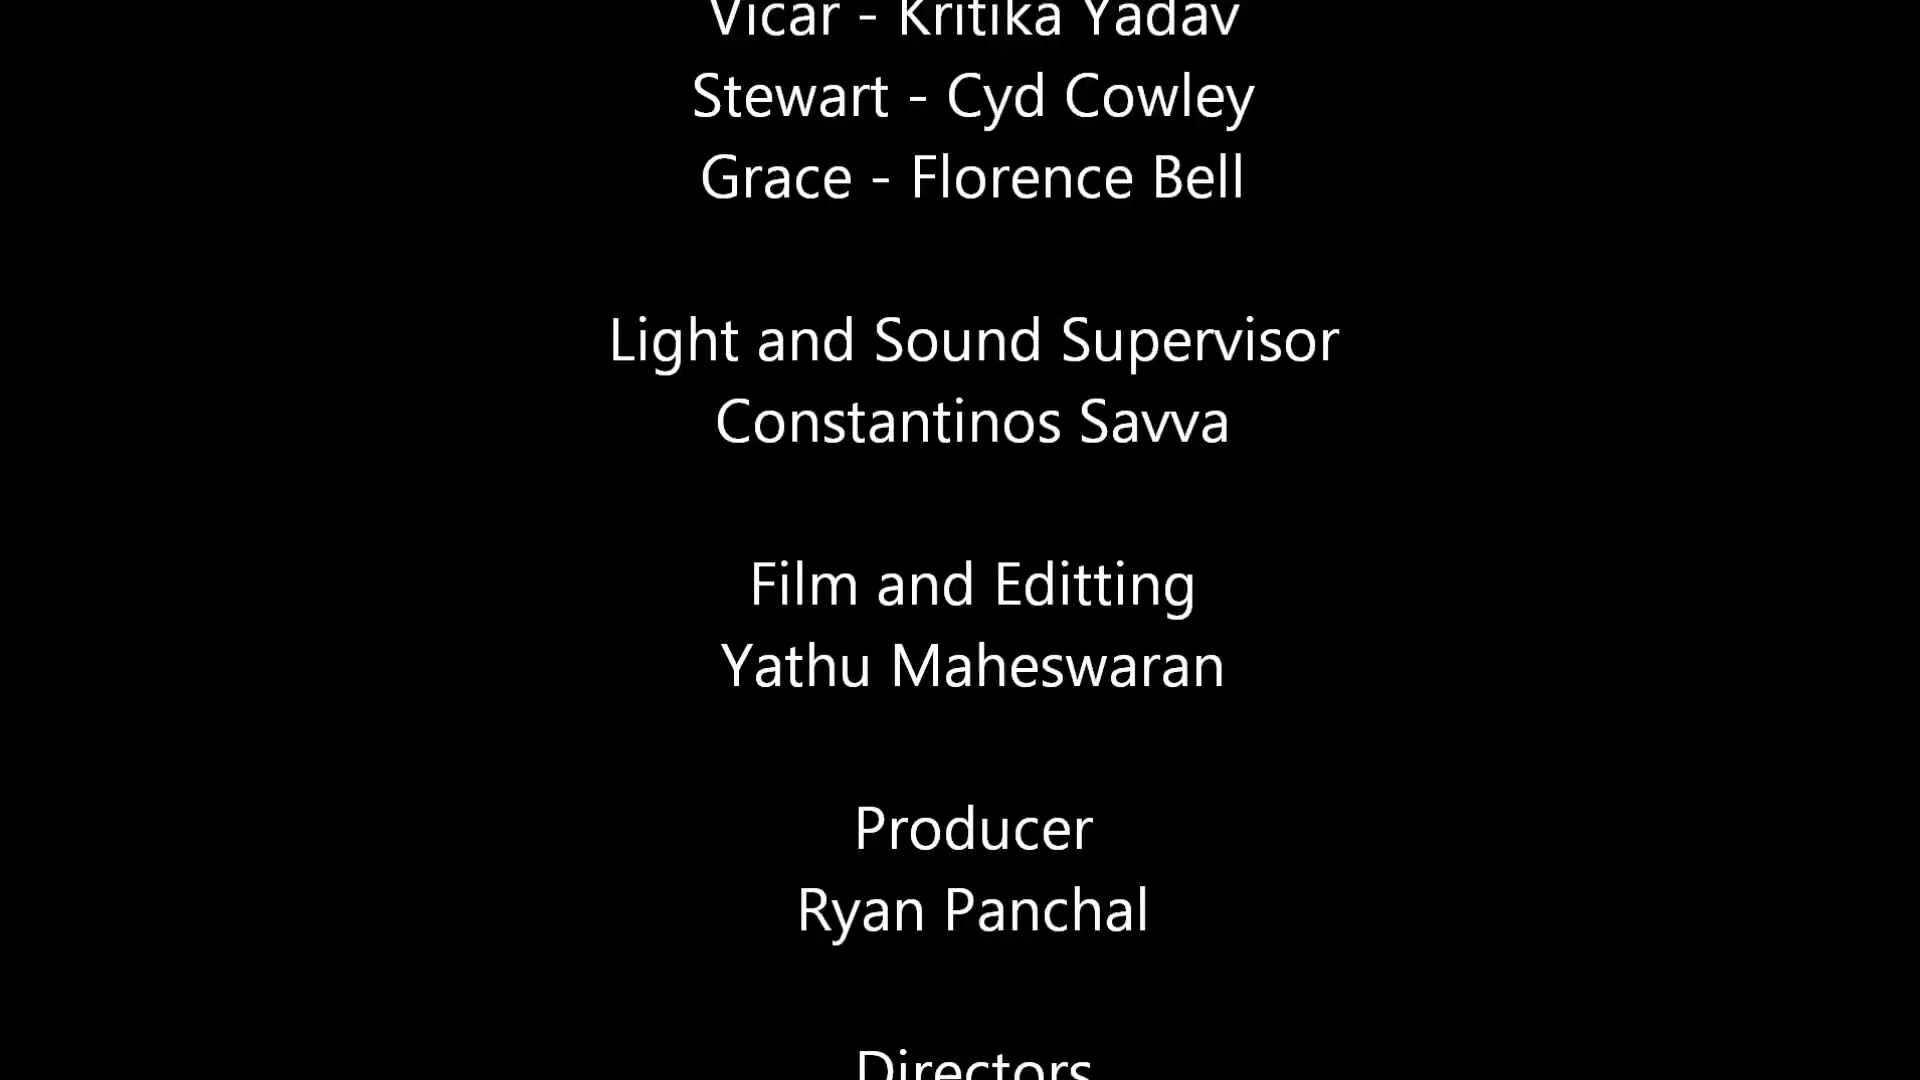 Vicar - Kritika Yadav
Stewart - Cyd Cowley
Grace - Florence Bell
Light and Sound Supervisor
Constantinos Savva
Film and Editting
Yathu Maheswaran
Producer
Ryan Panchal
Directors